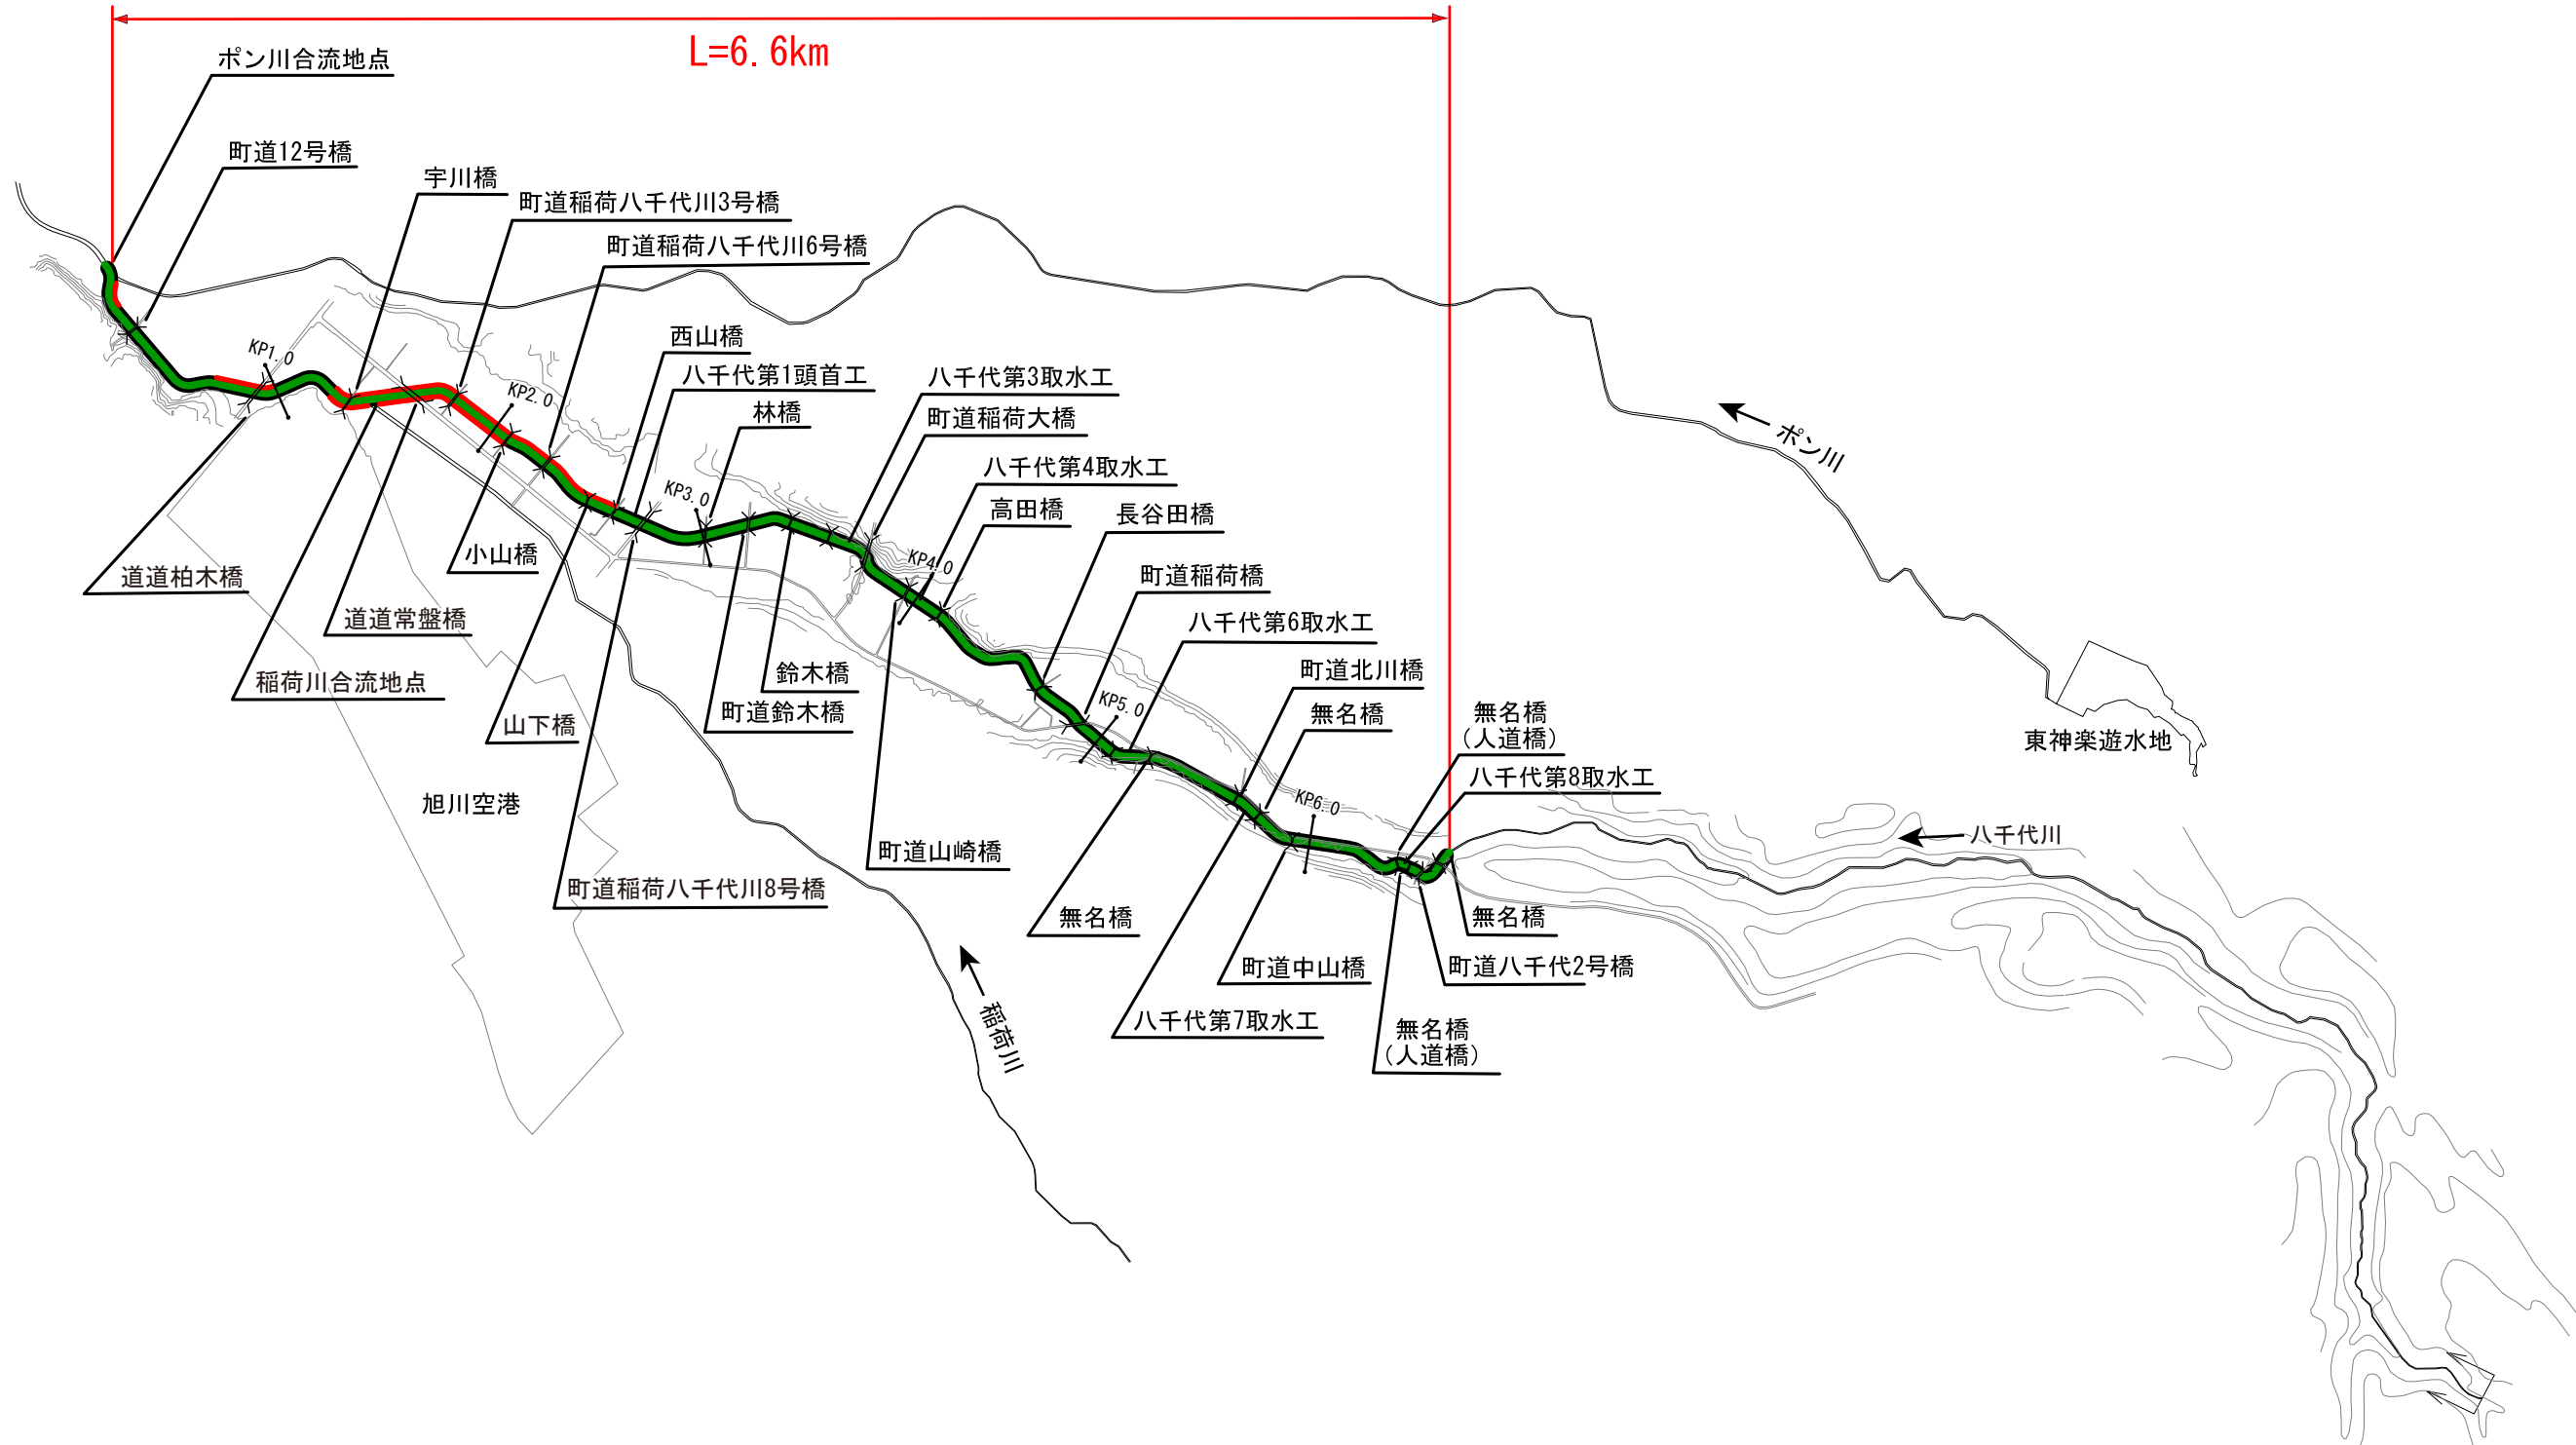 L=6.6km
ポン川合流地点
町道12号橋
宇川橋
町道稲荷八千代川3号橋
町道稲荷八千代川6号橋
西山橋
八千代第1頭首工
林橋
八千代第3取水工
町道稲荷大橋
八千代第4取水工
高田橋
長谷田橋
町道稲荷橋
八千代第6取水工
町道北川橋
無名橋
無名橋
(人道橋)
八千代第8取水工
KP1.0
KP2.0
KP3.0
KP4.0
KP5.0
KP6.0
ポン川
東神楽遊水地
八千代川
道道柏木橋
小山橋
道道常盤橋
稲荷川合流地点
山下橋
鈴木橋
町道鈴木橋
旭川空港
町道山崎橋
町道稲荷八千代川8号橋
無名橋
無名橋
町道中山橋
町道八千代2号橋
八千代第7取水工
無名橋
(人道橋)
稲荷川